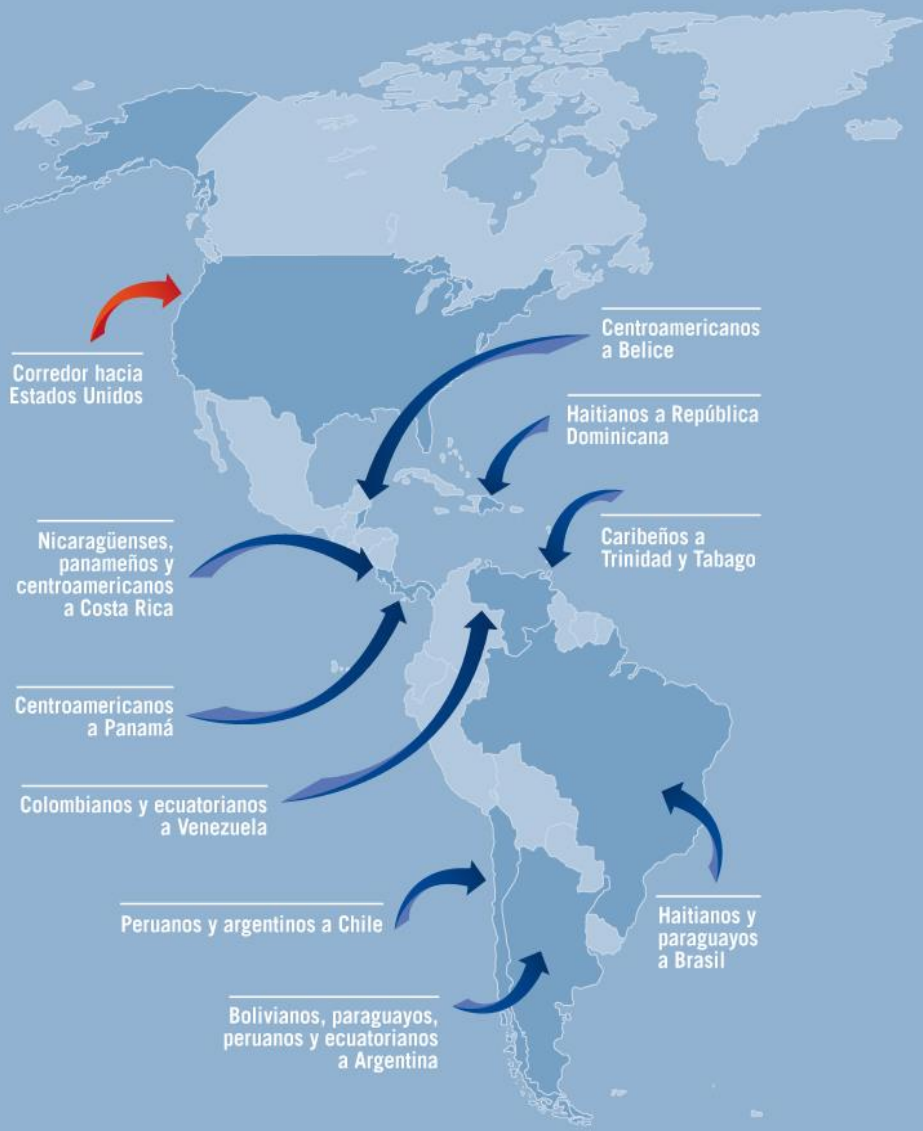 Corredor hacia
Estados Unidos
Centroamericanos
a Belice
Haitianos a República
Dominicana
Caribeños a
Trinidad y Tabago
Nicaragüenses,
panameños y
centroamericanos
a Costa Rica
Centroamericanos
a Panamá
Colombianos y ecuatorianos
a Venezuela
Peruanos y argentinos a Chile
Haitianos y
paraguayos
a Brasil
Bolivianos, paraguayos,
peruanos y ecuatorianos
a Argentina